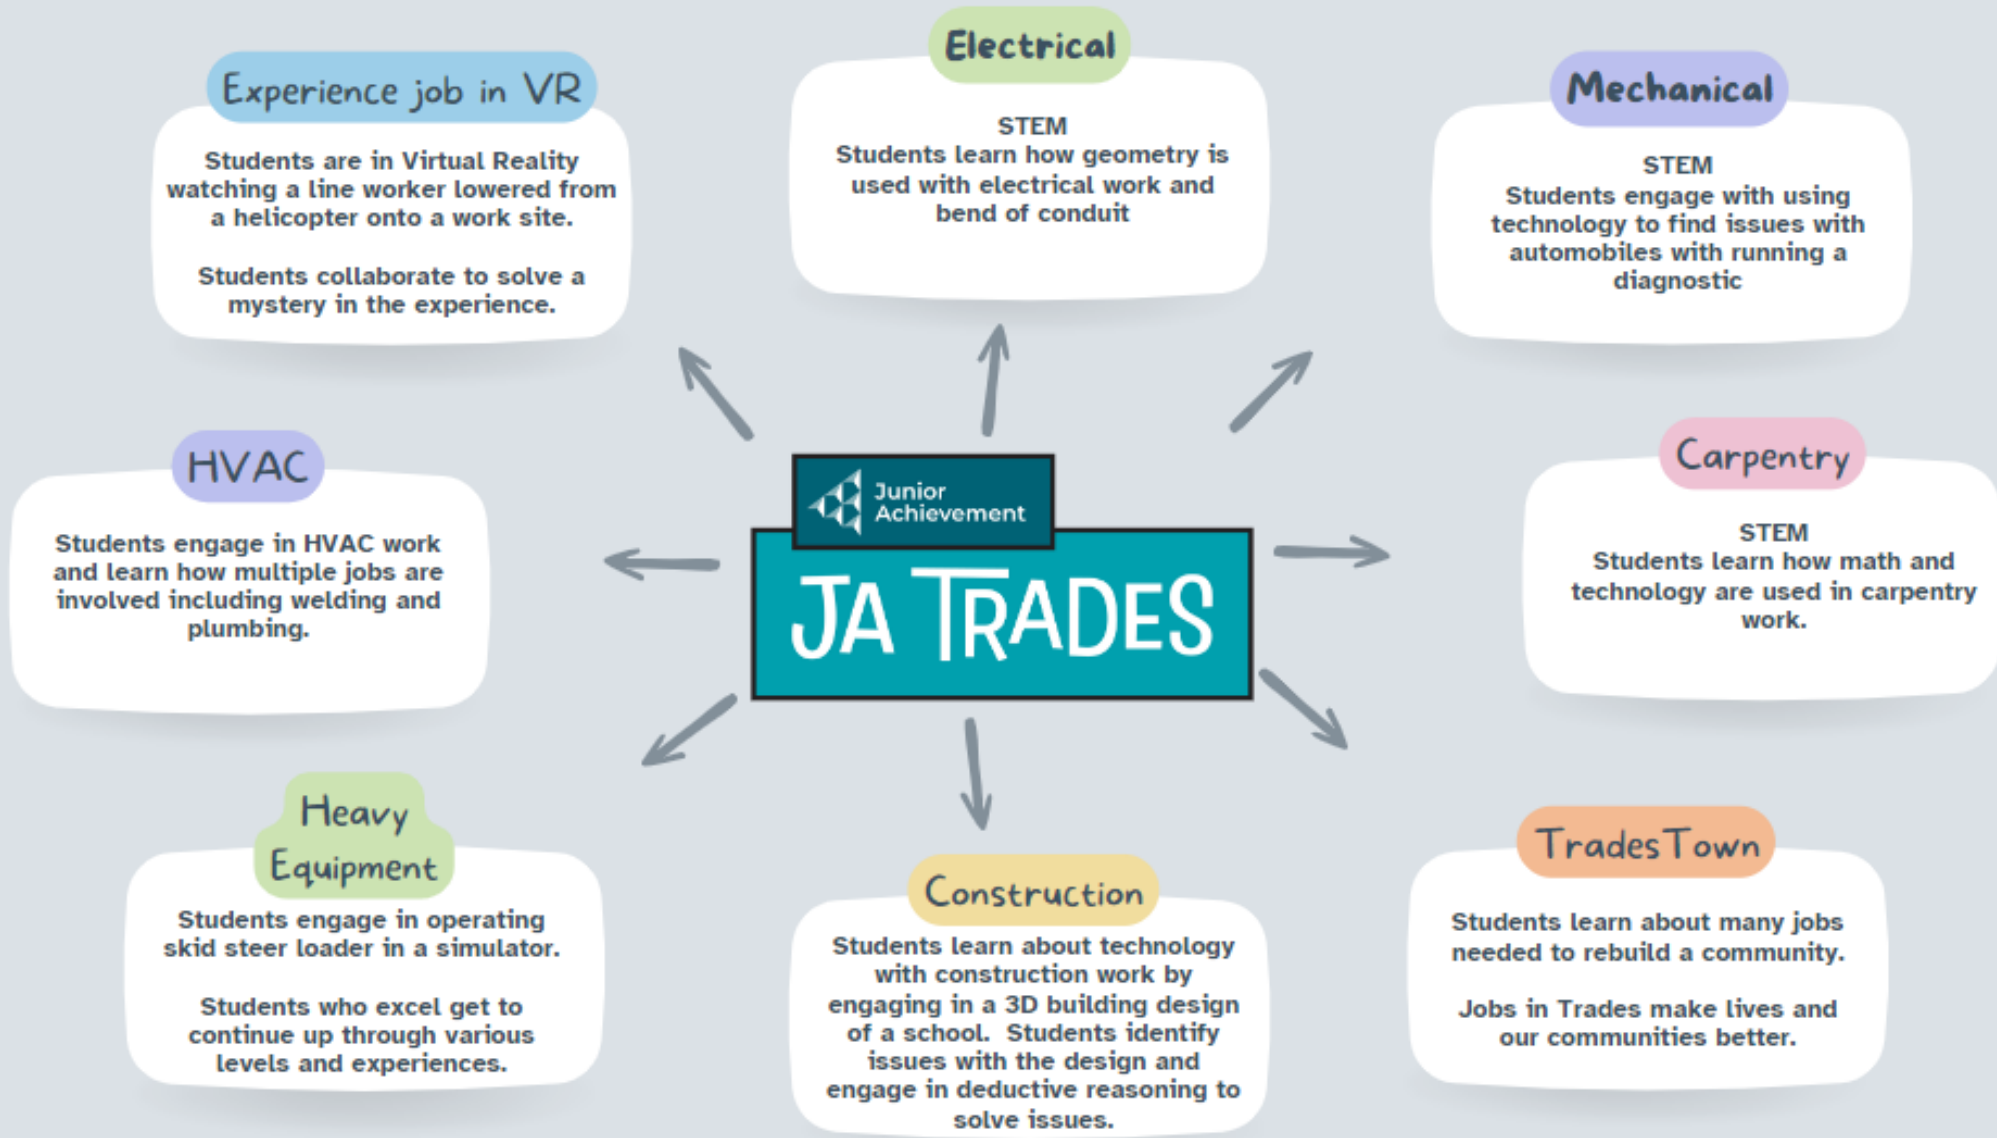 Experience job in VR
Students are in Virtual Reality
watching a line worker lowered from
a helicopter onto a work site.
Students collaborate to solve a
mystery in the experience.
Electrical
STEM
Students learn how geometry is
used with electrical work and
bend of conduit
Mechanical
STEM
Students engage with using
technology to find issues with
automobiles with running a
diagnostic
HVAC
Students engage in HVAC work
and learn how multiple jobs are
involved including welding and
plumbing.
Junior
Achievement
JA TRADES
Carpentry
STEM
Students learn how math and
technology are used in carpentry
work.
Heavy
Equipment
Students engage in operating
skid steer loader in a simulator.
Students who excel get to
continue up through various
levels and experiences.
Construction
Students learn about technology
with construction work by
engaging in a 3D building design
of a school.  Students identify
issues with the design and
engage in deductive reasoning to
solve issues.
TradesTown
Students learn about many jobs
needed to rebuild a community.
Jobs in Trades make lives and
our communities better.